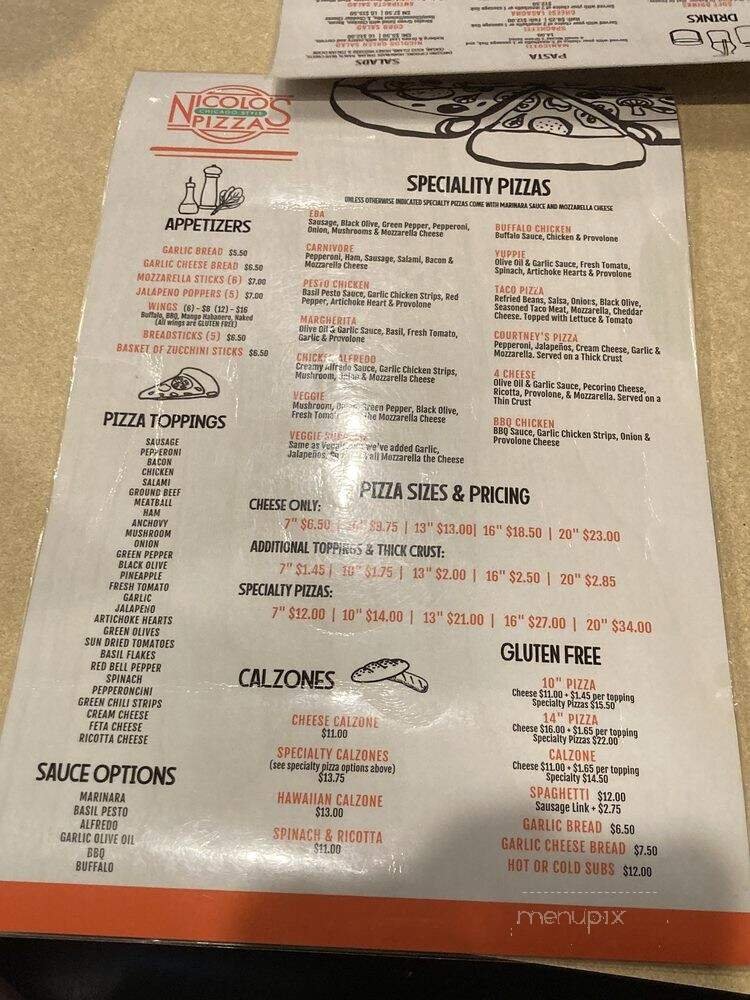 NICOLO'S
CHICAGO STYLE
PIZZA
DRINKS
PASTA
SALADS
APPETIZERS
GARLIC BREAD $5.50
GARLIC CHEESE BREAD $6.50
MOZZARELLA STICKS (6) $7.00
JALAPENO POPPERS (5) $7.00
WINGS (6) - $8 (12) - $16
Buffalo, BBQ, Mango Habanero, Naked
(All wings are GLUTEN FREE)
BREADSTICKS (5) $6.50
BASKET OF ZUCCHINI STICKS $6.50
PIZZA TOPPINGS
SAUSAGE
PEPPERONI
BACON
CHICKEN
SALAMI
GROUND BEEF
MEATBALL
HAM
ANCHOVY
MUSHROOM
ONION
GREEN PEPPER
BLACK OLIVE
PINEAPPLE
FRESH TOMATO
GARLIC
JALAPENO
ARTICHOKE HEARTS
GREEN OLIVES
SUN DRIED TOMATOES
BASIL FLAKES
RED BELL PEPPER
SPINACH
PEPPERONCINI
GREEN CHILI STRIPS
CREAM CHEESE
FETA CHEESE
RICOTTA CHEESE
SAUCE OPTIONS
MARINARA
BASIL PESTO
ALFREDO
GARLIC OLIVE OIL
BBQ
BUFFALO
SPECIALITY PIZZAS
UNLESS OTHERWISE INDICATED SPECIALTY PIZZAS COME WITH MARINARA SAUCE AND MOZZARELLA CHEESE
EBA
Sausage, Black Olive, Green Pepper, Pepperoni,
Onion, Mushrooms & Mozzarella Cheese
CARNIVORE
Pepperoni, Ham, Sausage, Salami, Bacon &
Mozzarella Cheese
PESTO CHICKEN
Basil Pesto Sauce, Garlic Chicken Strips, Red
Pepper, Artichoke Heart & Provolone
MARGHERITA
Olive Oil & Garlic Sauce, Basil, Fresh Tomato,
Garlic & Provolone
CHICKEN ALFREDO
Creamy Alfredo Sauce, Garlic Chicken Strips,
Mushroom, & Mozzarella Cheese
VEGGIE
Mushroom, Green Pepper, Black Olive,
Fresh The Mozzarella Cheese
VEGGIE
Same as we've added Garlic,
Jalapeños, all Mozzarella the Cheese
BUFFALO CHICKEN
Buffalo Sauce, Chicken & Provolone
YUPPIE
Olive Oil & Garlic Sauce, Fresh Tomato,
Spinach, Artichoke Hearts & Provolone
TACO PIZZA
Refried Beans, Salsa, Onions, Black Olive,
Seasoned Taco Meat, Mozzarella, Cheddar
Cheese. Topped with Lettuce & Tomato
COURTNEY'S PIZZA
Pepperoni, Jalapeños, Cream Cheese, Garlic &
Mozzarella. Served on a Thick Crust
4 CHEESE
Olive Oil & Garlic Sauce, Pecorino Cheese,
Ricotta, Provolone, & Mozzarella. Served on a
Thin Crust
BBQ CHICKEN
BBQ Sauce, Garlic Chicken Strips, Onion &
Provolone Cheese
PIZZA SIZES & PRICING
CHEESE ONLY:
7" $6.50 | $9.75 | 13" $13.00| 16" $18.50 | 20" $23.00
ADDITIONAL TOPPINGS & THICK CRUST:
7" $1.45 | 10" $1.75 | 13" $2.00 | 16" $2.50 | 20" $2.85
SPECIALTY PIZZAS:
7" $12.00 | 10" $14.00 | 13" $21.00 | 16" $27.00 | 20" $34.00
CALZONES
CHEESE CALZONE
$11.00
SPECIALTY CALZONES
(see specialty pizza options above)
$13.75
HAWAIIAN CALZONE
$13.00
SPINACH & RICOTTA
$11.00
GLUTEN FREE
10" PIZZA
Cheese $11.00 + $1.45 per topping
Specialty Pizzas $15.50
14" PIZZA
Cheese $16.00 + $1.65 per topping
Specialty Pizzas $22.00
CALZONE
Cheese $11.00 + $1.65 per topping
Specialty $14.50
SPAGHETTI $12.00
Sausage Link + $2.75
GARLIC BREAD $6.50
GARLIC CHEESE BREAD $7.50
HOT OR COLD SUBS $12.00
menupix